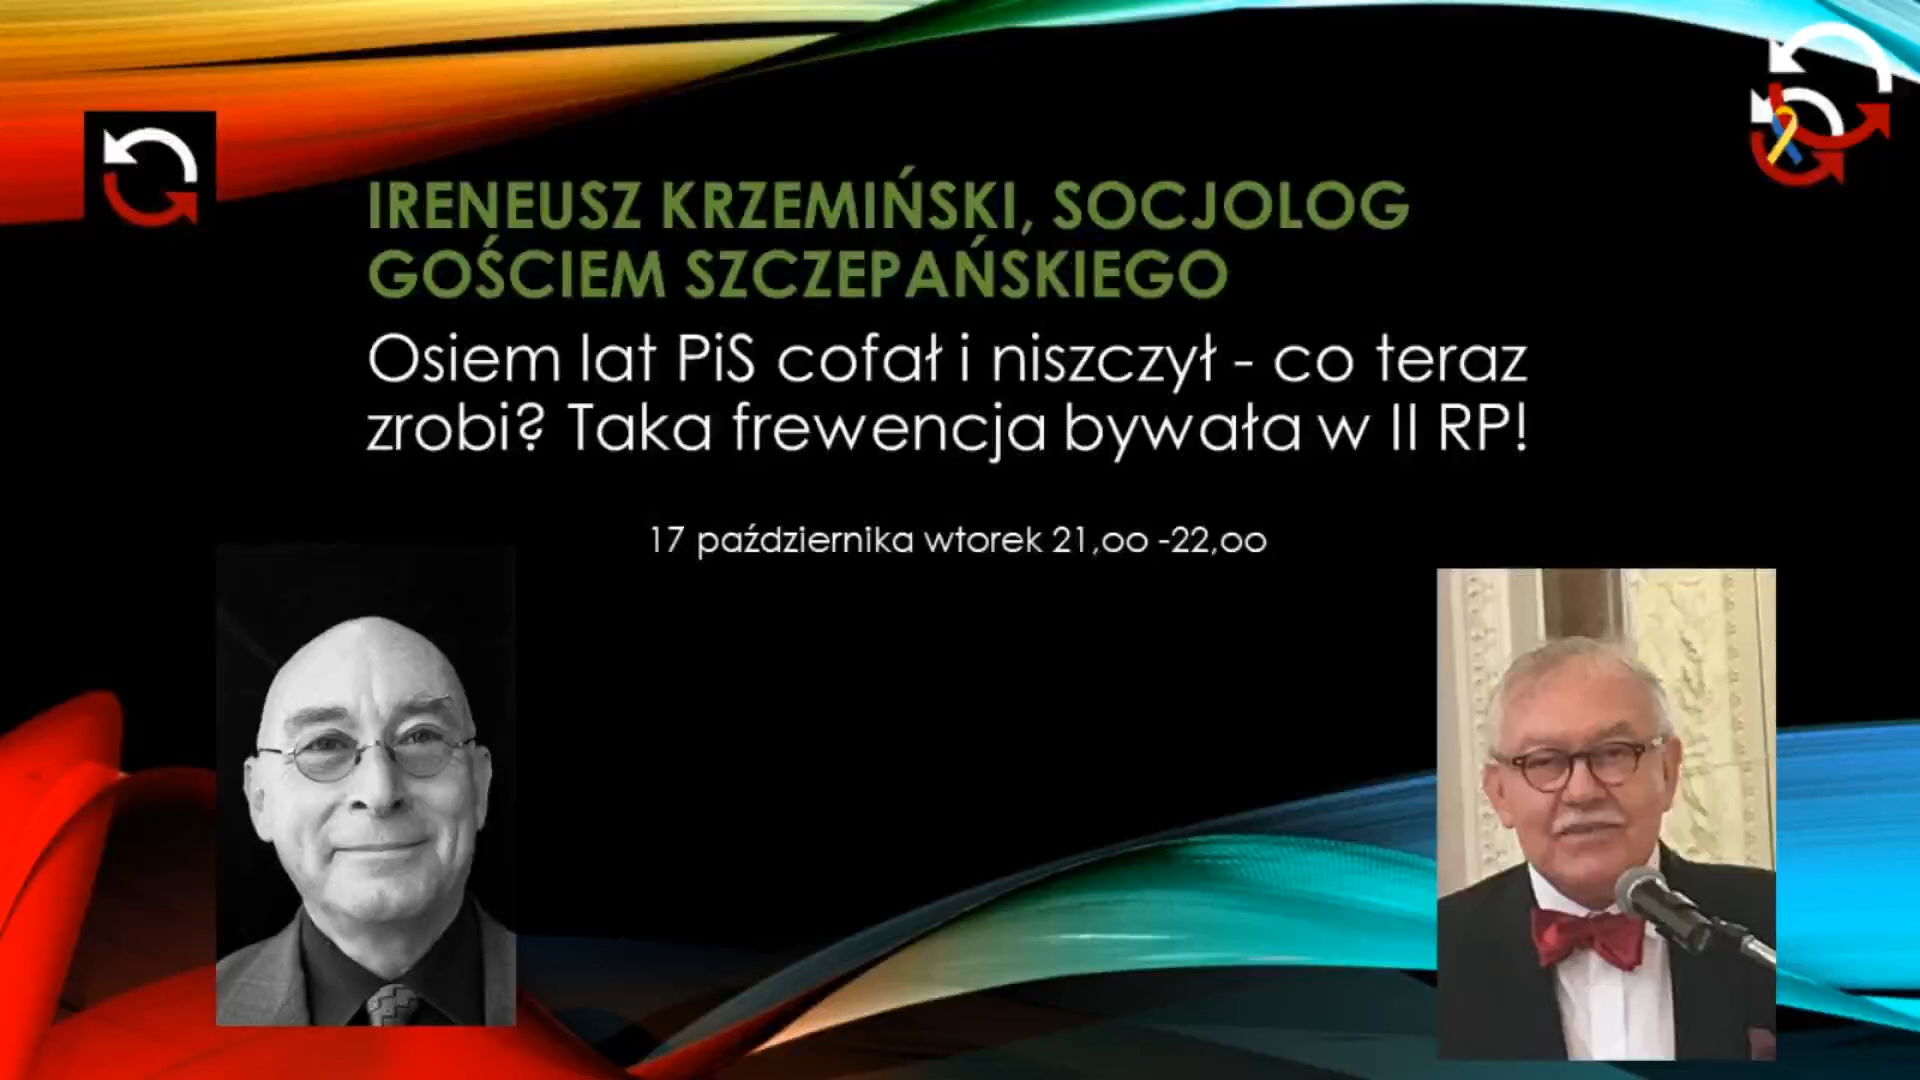 IRENEUSZ KRZEMIŃSKI, SOCJOLOG
GOŚCIEM SZCZEPAŃSKIEGO
Osiem lat PiS cofał i niszczył - co teraz
zrobi? Taka frewencja bywała w II RP!
17 października wtorek 21,oo -22,oo